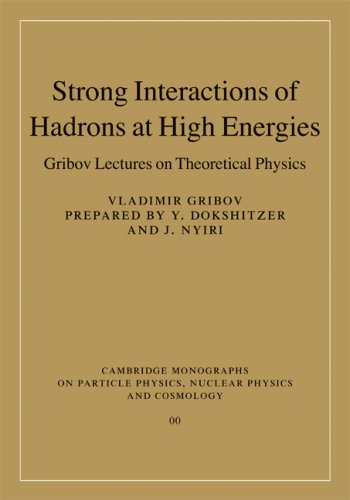 Strong Interactions of
Hadrons at High Energies
Gribov Lectures on Theoretical Physics
VLADIMIR GRIBOV
PREPARED BY Y. DOKSHITZER
AND J. NYIRI
CAMBRIDGE MONOGRAPHS
ON PARTICLE PHYSICS, NUCLEAR PHYSICS
AND COSMOLOGY
00